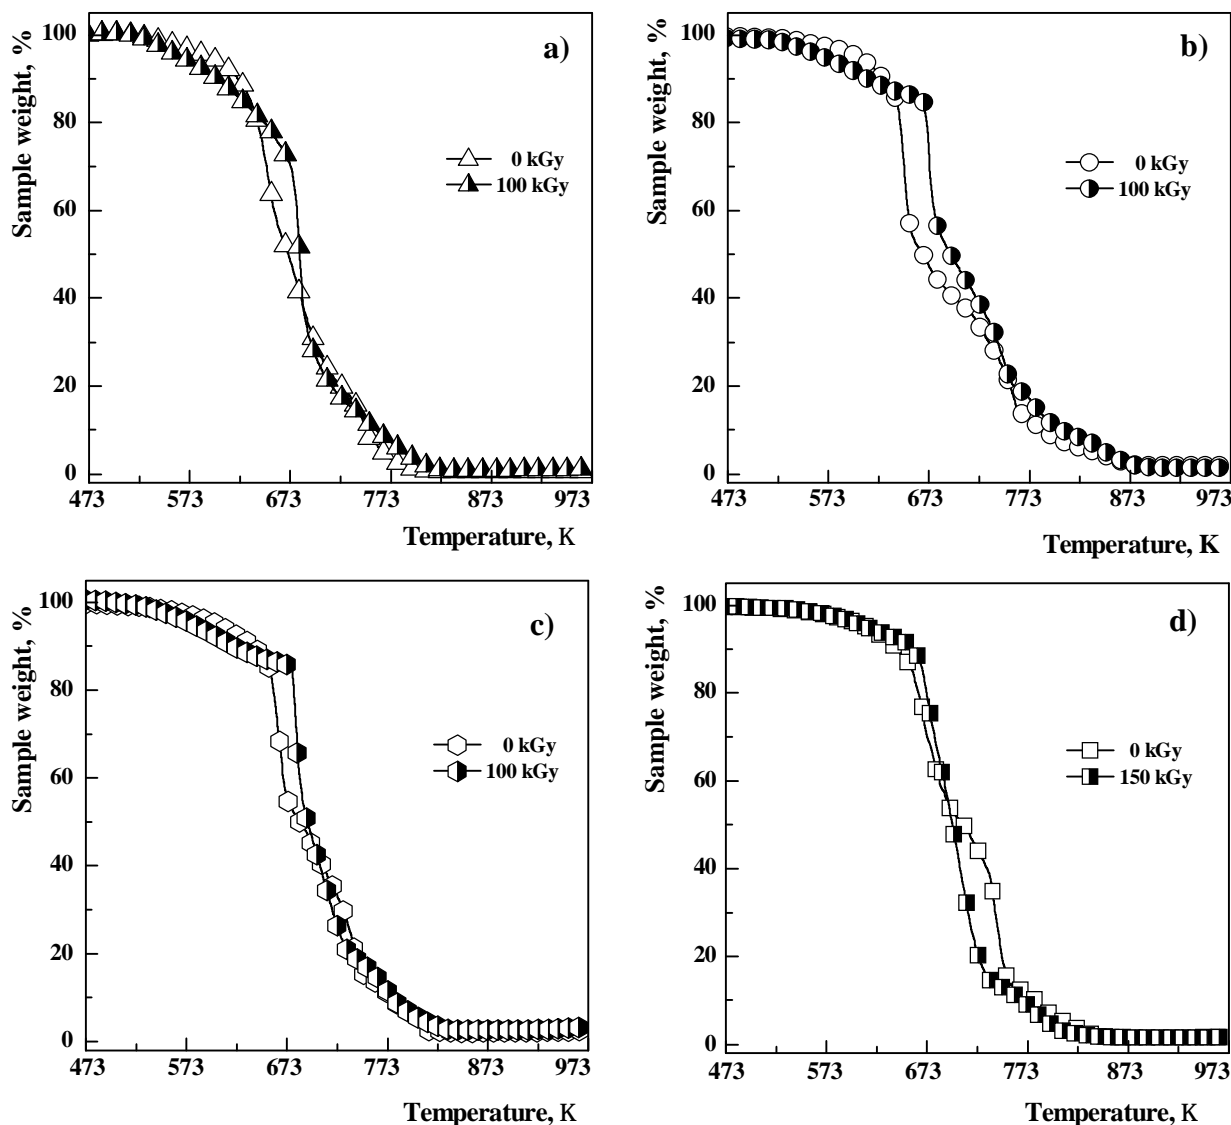 a)
Sample weight, %
100
80
60
40
20
0
0 kGy
100 kGy
473 573 673 773 873 973
Temperature, K
b)
Sample weight, %
100
80
60
40
20
0
0 kGy
100 kGy
473 573 673 773 873 973
Temperature, K
c)
Sample weight, %
100
80
60
40
20
0
0 kGy
100 kGy
473 573 673 773 873 973
Temperature, K
d)
Sample weight, %
100
80
60
40
20
0
0 kGy
150 kGy
473 573 673 773 873 973
Temperature, K